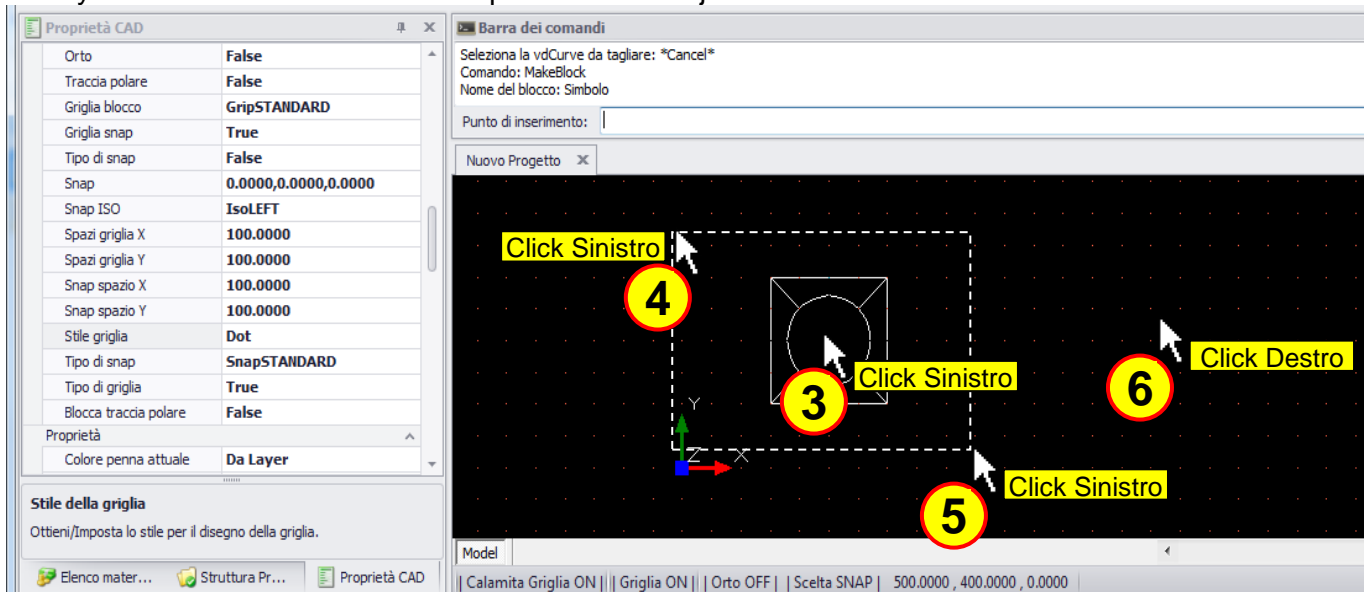 Proprietà CAD
Orto False
Traccia polare False
Griglia blocco GripSTANDARD
Griglia snap True
Tipo di snap False
Snap 0.0000,0.0000,0.0000
Snap ISO IsoLEFT
Spazi griglia X 100.0000
Spazi griglia Y 100.0000
Snap spazio X 100.0000
Snap spazio Y 100.0000
Stile griglia Dot
Tipo di snap SnapSTANDARD
Tipo di griglia True
Blocca traccia polare False
Proprietà
Colore penna attuale Da Layer
Stile della griglia
Ottieni/Imposta lo stile per il disegno della griglia.
Elenco mater... Struttura Pr... Proprietà CAD
Barra dei comandi
Seleziona la vdCurve da tagliare: *Cancel*
Comando: MakeBlock
Nome del blocco: Simbolo
Punto di inserimento:
Nuovo Progetto
Click Sinistro
4
Click Sinistro
3
Click Destro
6
Y
Z X
Click Sinistro
5
Model
| Calamita Griglia ON | | Griglia ON | | Orto OFF | | Scelta SNAP | 500.0000 , 400.0000 , 0.0000